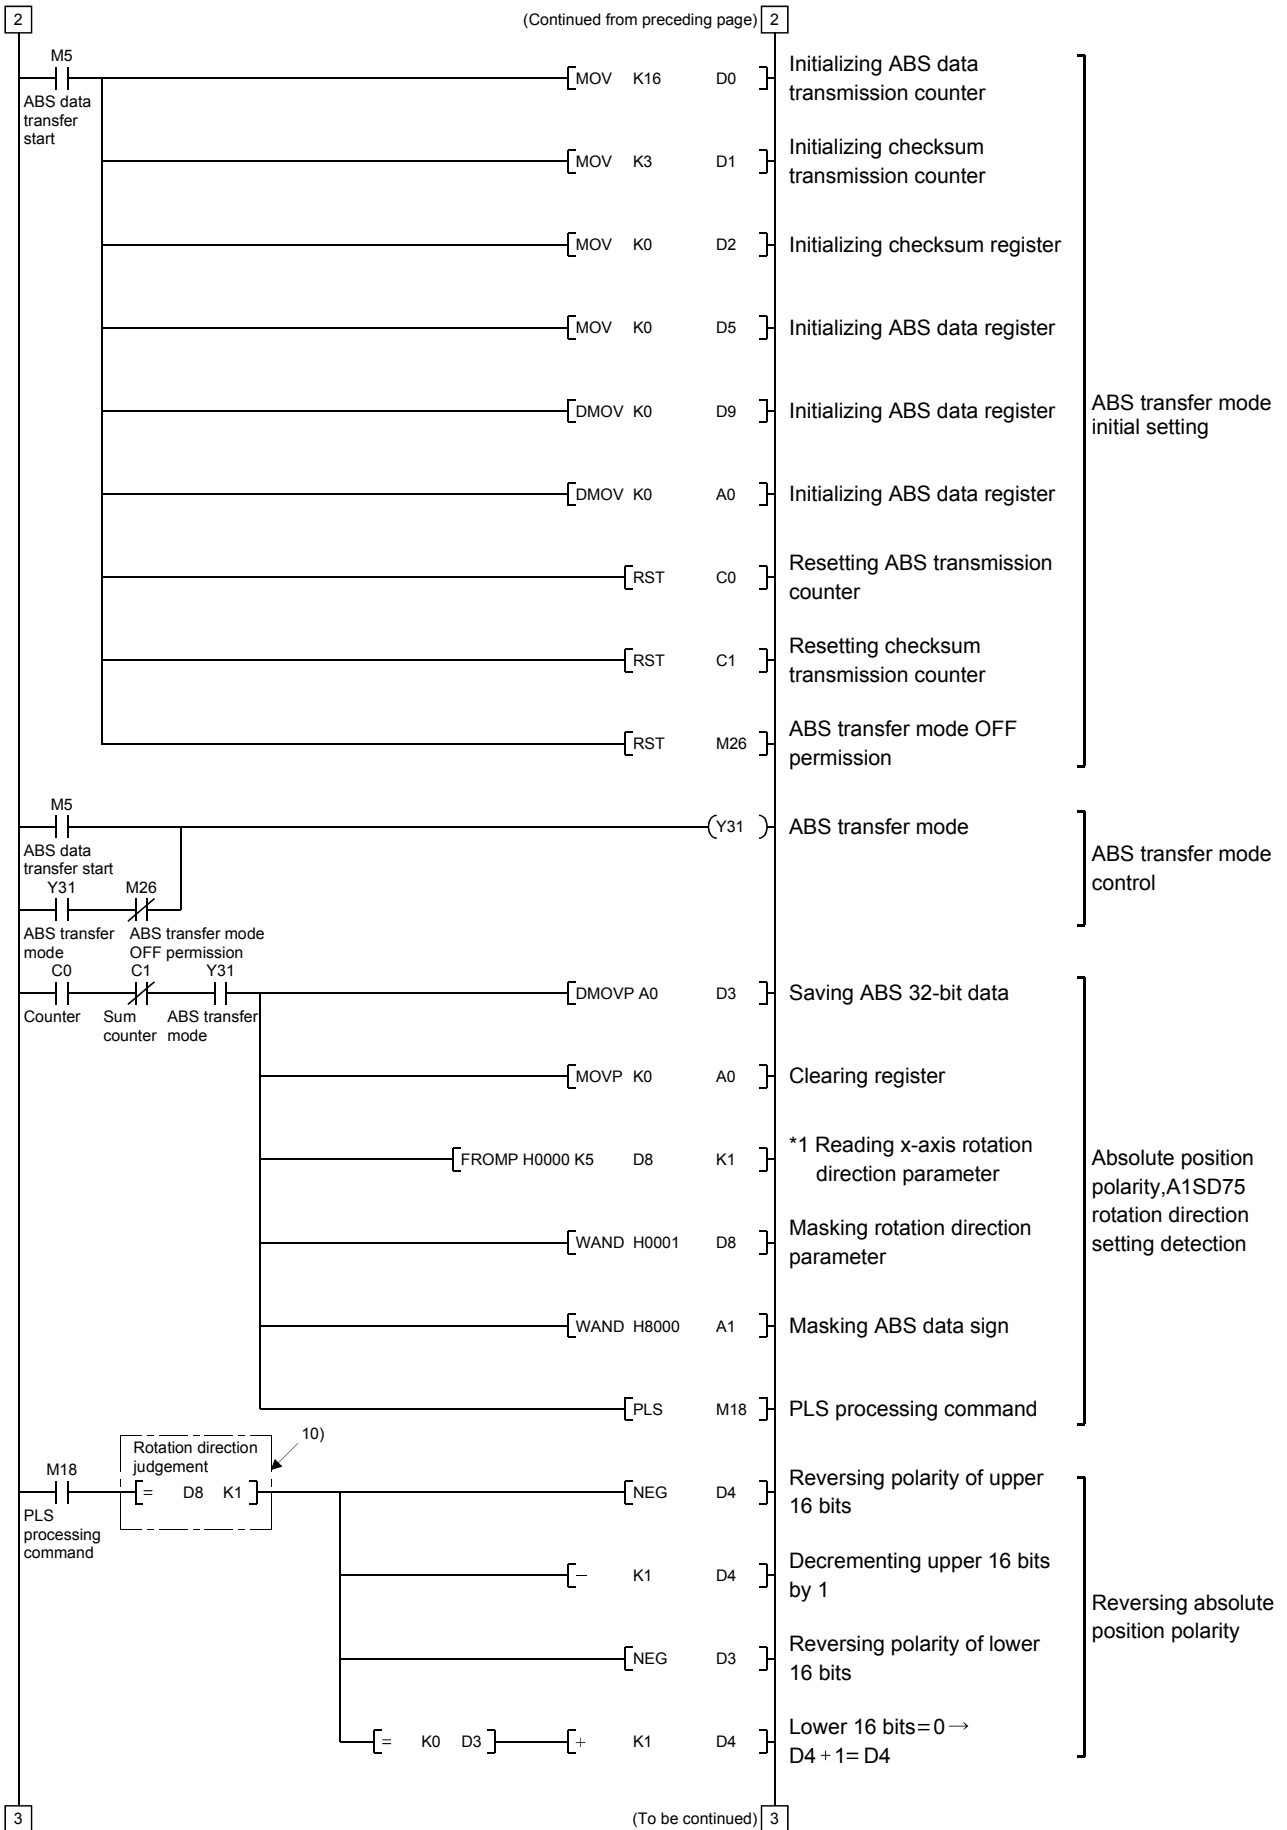 2
(Continued from preceding page)
2
M5
ABS data
transfer
start
MOV K16 D0
Initializing ABS data
transmission counter
MOV K3 D1
Initializing checksum
transmission counter
MOV K0 D2
Initializing checksum register
MOV K0 D5
Initializing ABS data register
DMOV K0 D9
Initializing ABS data register
DMOV K0 A0
Initializing ABS data register
RST C0
Resetting ABS transmission
counter
RST C1
Resetting checksum
transmission counter
RST M26
ABS transfer mode OFF
permission
ABS transfer mode
initial setting
M5
ABS data
transfer start
Y31
ABS transfer mode
Y31 M26
ABS transfer
mode
ABS transfer mode
OFF permission
ABS transfer mode
control
C0 C1 Y31
Counter
Sum
counter
ABS transfer
mode
DMOVP A0 D3
Saving ABS 32-bit data
MOVP K0 A0
Clearing register
FROMP H0000 K5 D8 K1
*1 Reading x-axis rotation
direction parameter
WAND H0001 D8
Masking rotation direction
parameter
WAND H8000 A1
Masking ABS data sign
PLS M18
PLS processing command
Absolute position
polarity,A1SD75
rotation direction
setting detection
10)
Rotation direction
judgement
M18
PLS
processing
command
= D8 K1
NEG D4
Reversing polarity of upper
16 bits
− K1 D4
Decrementing upper 16 bits
by 1
NEG D3
Reversing polarity of lower
16 bits
= K0 D3
+ K1 D4
Lower 16 bits=0→
D4+1=D4
Reversing absolute
position polarity
3
(To be continued)
3